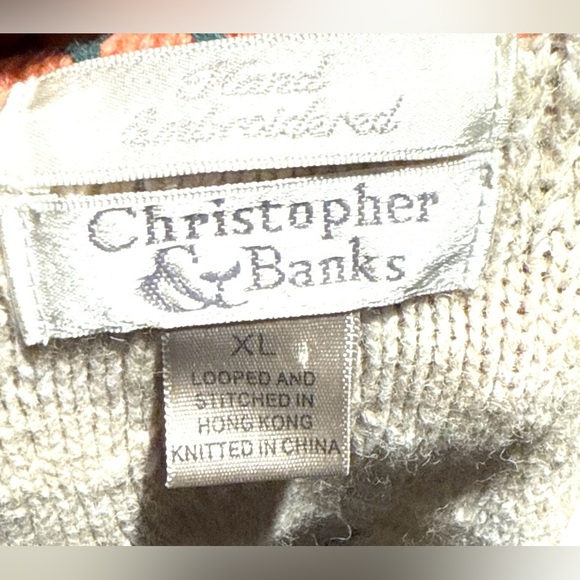 Hand
Embroidered
Christopher
& Banks
XL
LOOPED AND
STITCHED IN
HONG KONG
KNITTED IN CHINA